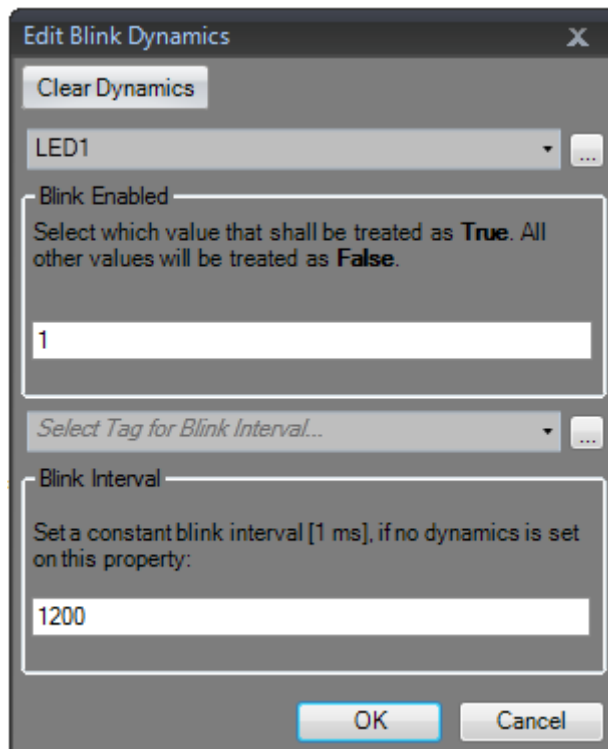 Edit Blink Dynamics
X
Clear Dynamics
LED1
...
Blink Enabled
Select which value that shall be treated as True. All
other values will be treated as False.
1
Select Tag for Blink Interval...
...
Blink Interval
Set a constant blink interval [1 ms], if no dynamics is set
on this property:
1200
OK
Cancel